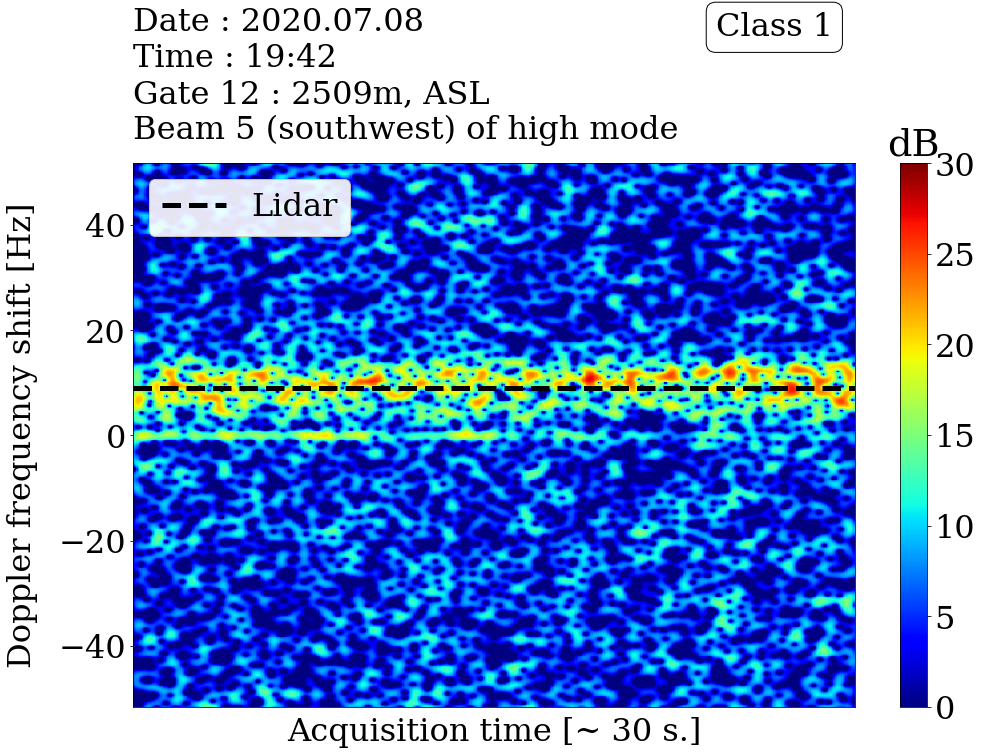 Date : 2020.07.08
Time : 19:42
Gate 12 : 2509m, ASL
Beam 5 (southwest) of high mode
Class 1
dB
Lidar
Doppler frequency shift [Hz]
40
20
0
−20
−40
Acquisition time [~ 30 s.]
30
25
20
15
10
5
0